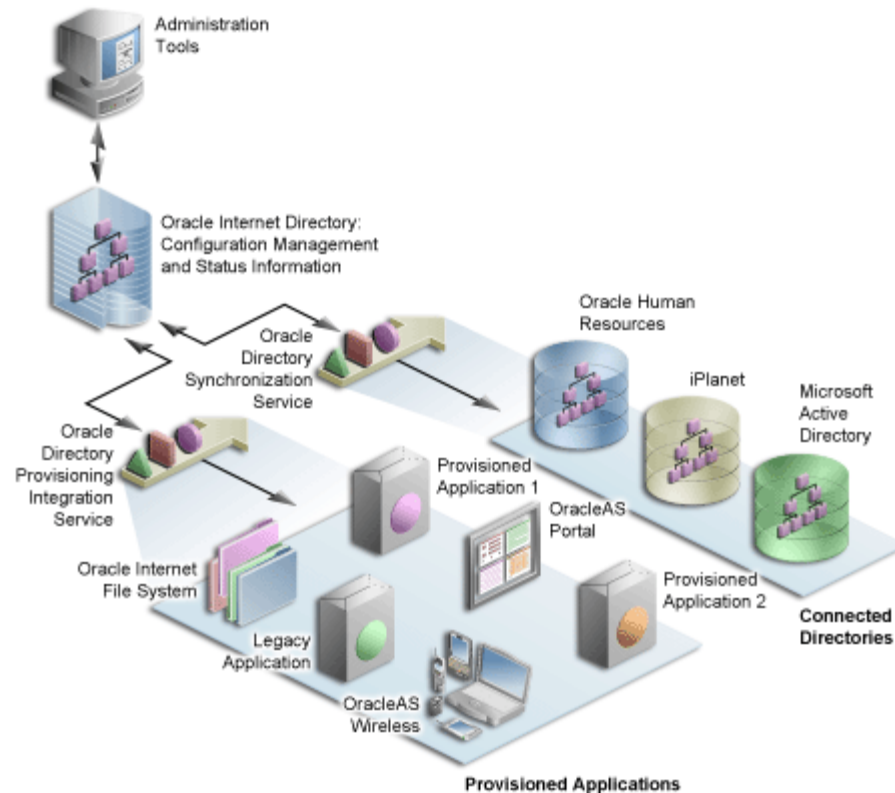 Administration
Tools
Oracle Internet Directory:
Configuration Management
and Status Information
Oracle
Directory
Synchronization
Service
Oracle Human
Resources
iPlanet
Microsoft
Active
Directory
Oracle
Directory
Provisioning
Integration
Service
Provisioned
Application 1
OracleAS
Portal
Oracle Internet
File System
Provisioned
Application 2
Connected
Directories
Legacy
Application
OracleAS
Wireless
Provisioned Applications